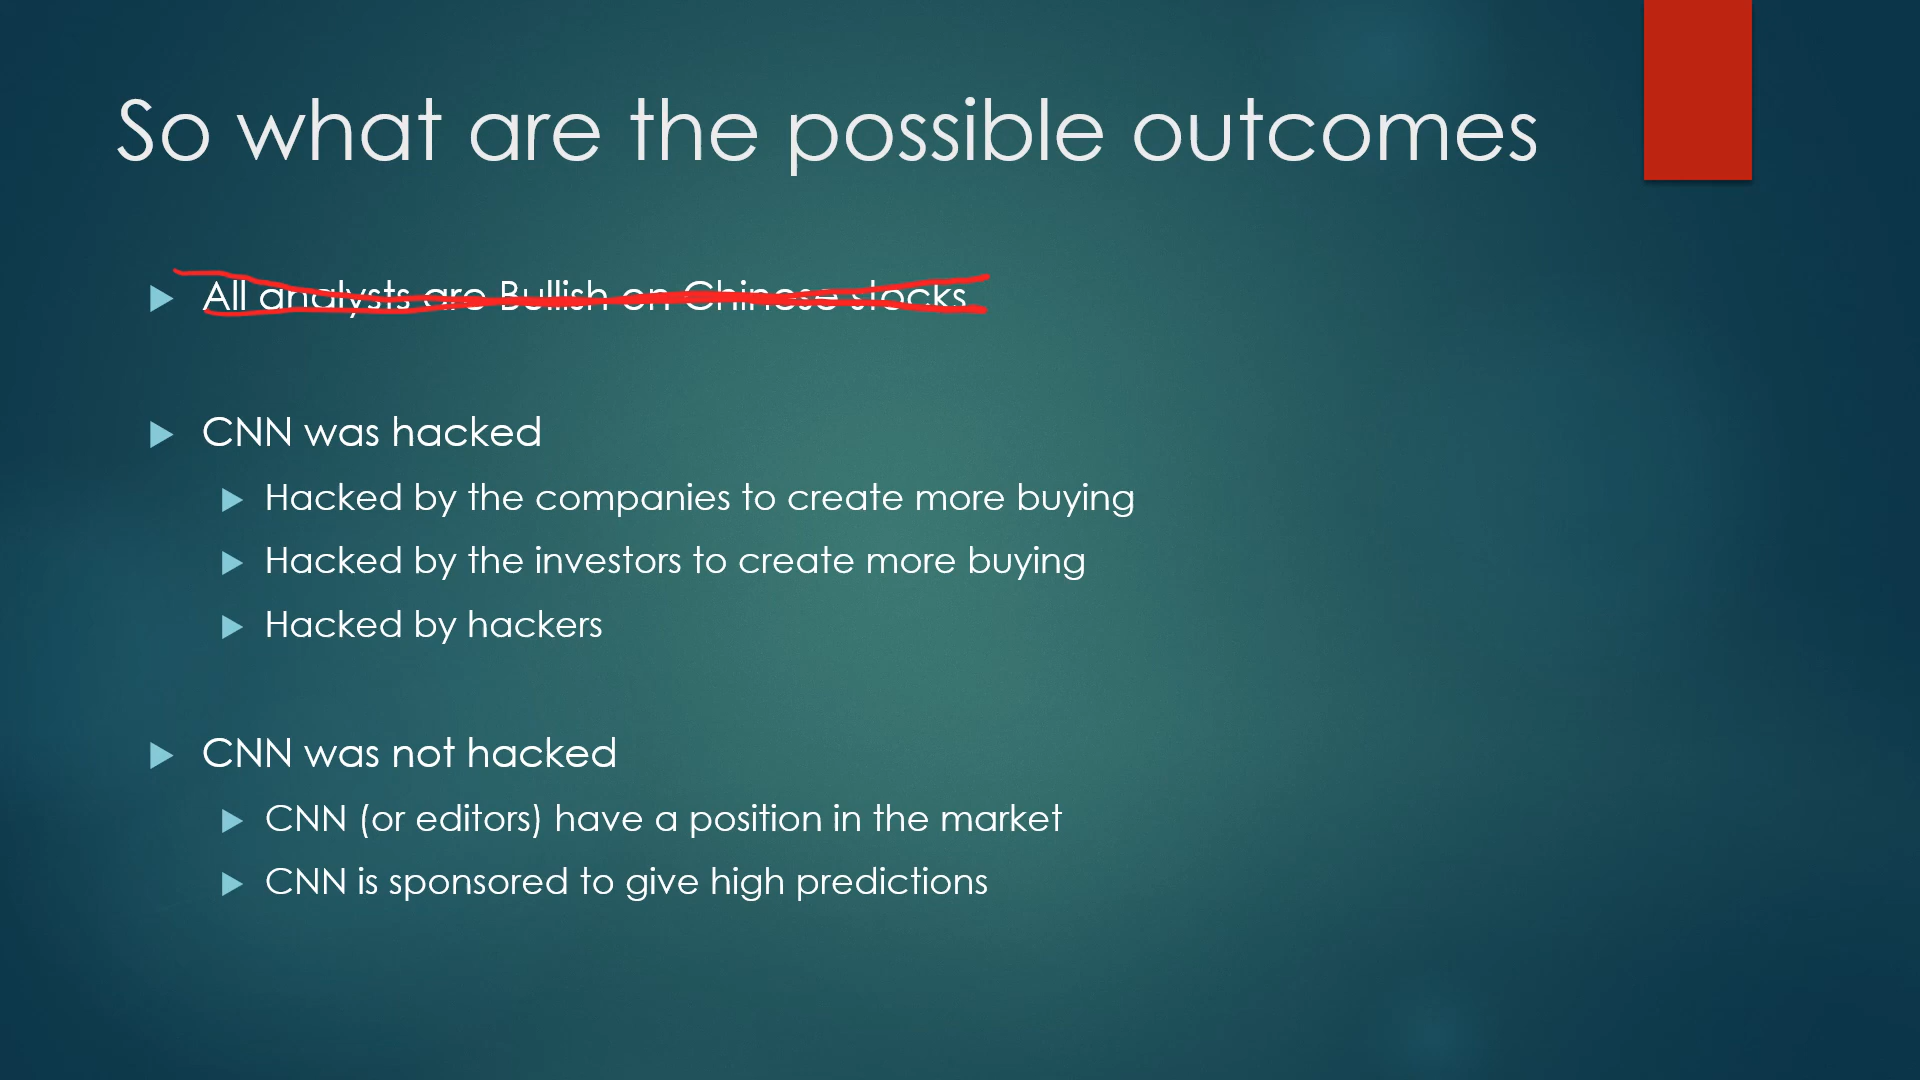 So what are the possible outcomes
All analysts are Bullish on Chinese stocks
CNN was hacked
Hacked by the companies to create more buying
Hacked by the investors to create more buying
Hacked by hackers
CNN was not hacked
CNN (or editors) have a position in the market
CNN is sponsored to give high predictions